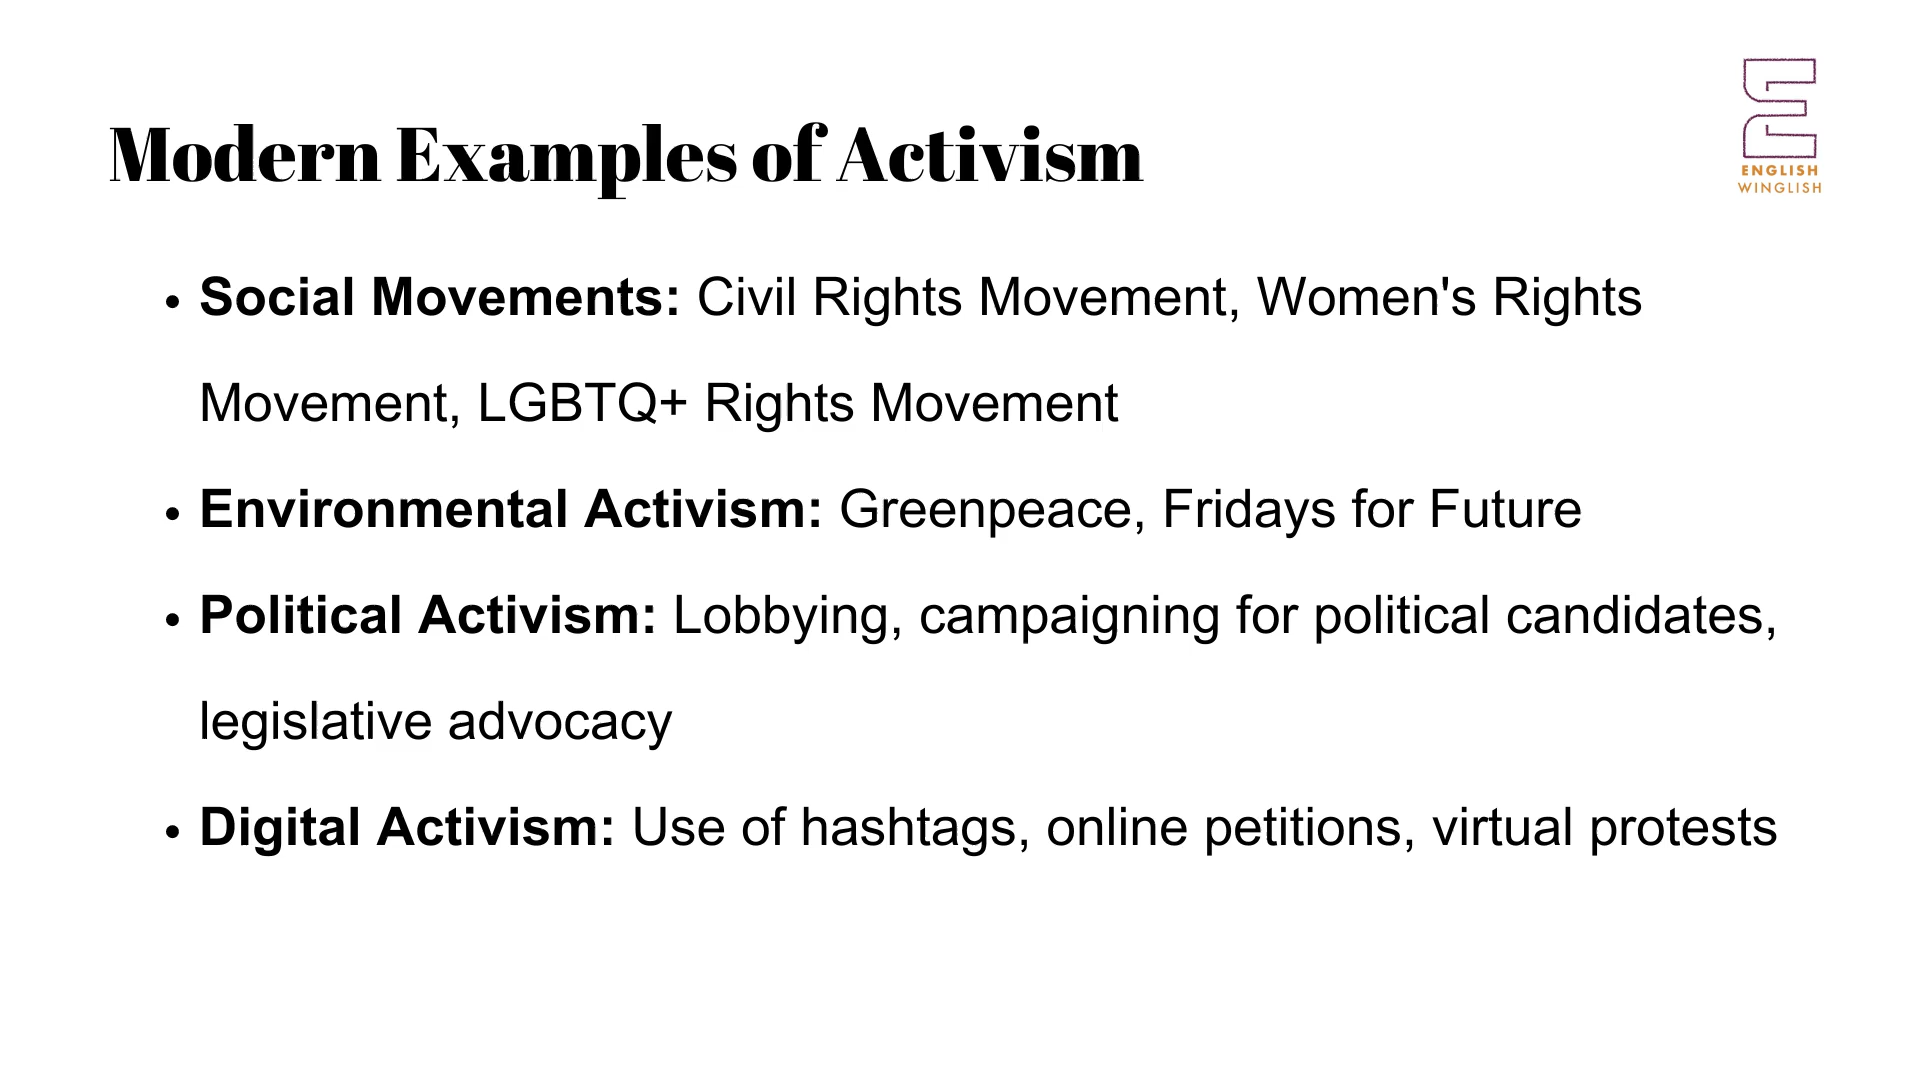 Modern Examples of Activism
ENGLISH
WINGLISH
• Social Movements: Civil Rights Movement, Women's Rights
Movement, LGBTQ+ Rights Movement
• Environmental Activism: Greenpeace, Fridays for Future
• Political Activism: Lobbying, campaigning for political candidates,
legislative advocacy
• Digital Activism: Use of hashtags, online petitions, virtual protests